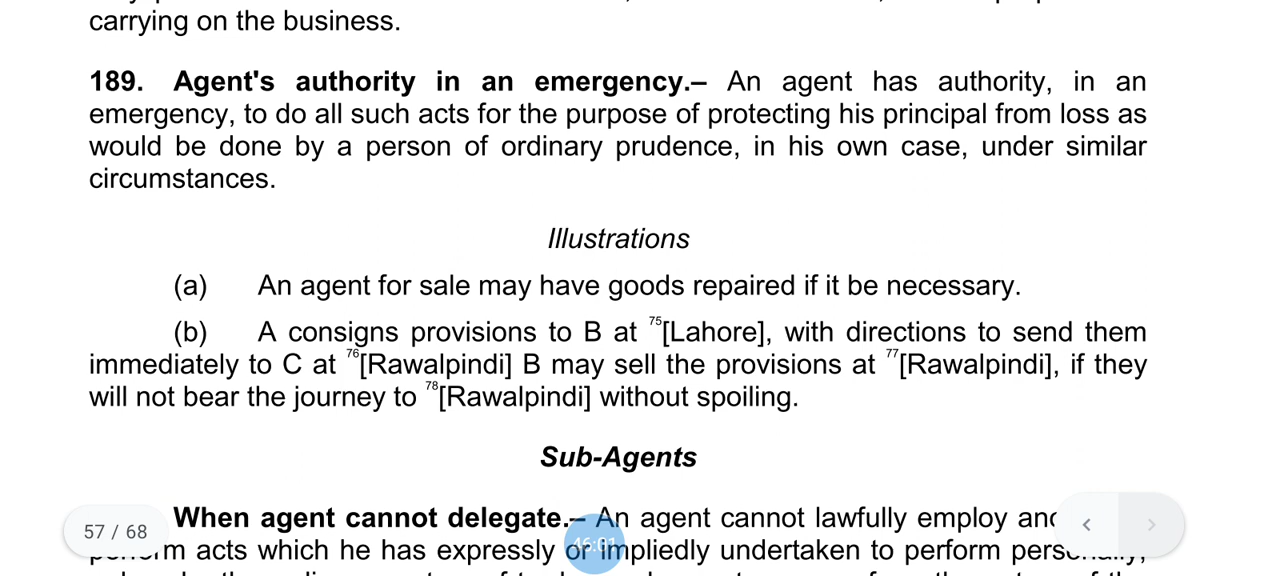 carrying on the business.
189. Agent's authority in an emergency.– An agent has authority, in an
emergency, to do all such acts for the purpose of protecting his principal from loss as
would be done by a person of ordinary prudence, in his own case, under similar
circumstances.
Illustrations
(a) An agent for sale may have goods repaired if it be necessary.
(b) A consigns provisions to B at 75[Lahore], with directions to send them
immediately to C at 76[Rawalpindi] B may sell the provisions at 77[Rawalpindi], if they
will not bear the journey to 78[Rawalpindi] without spoiling.
Sub-Agents
When agent cannot delegate.– An agent cannot lawfully employ
57 / 68
46:01
acts which he has expressly or impliedly undertaken to perform